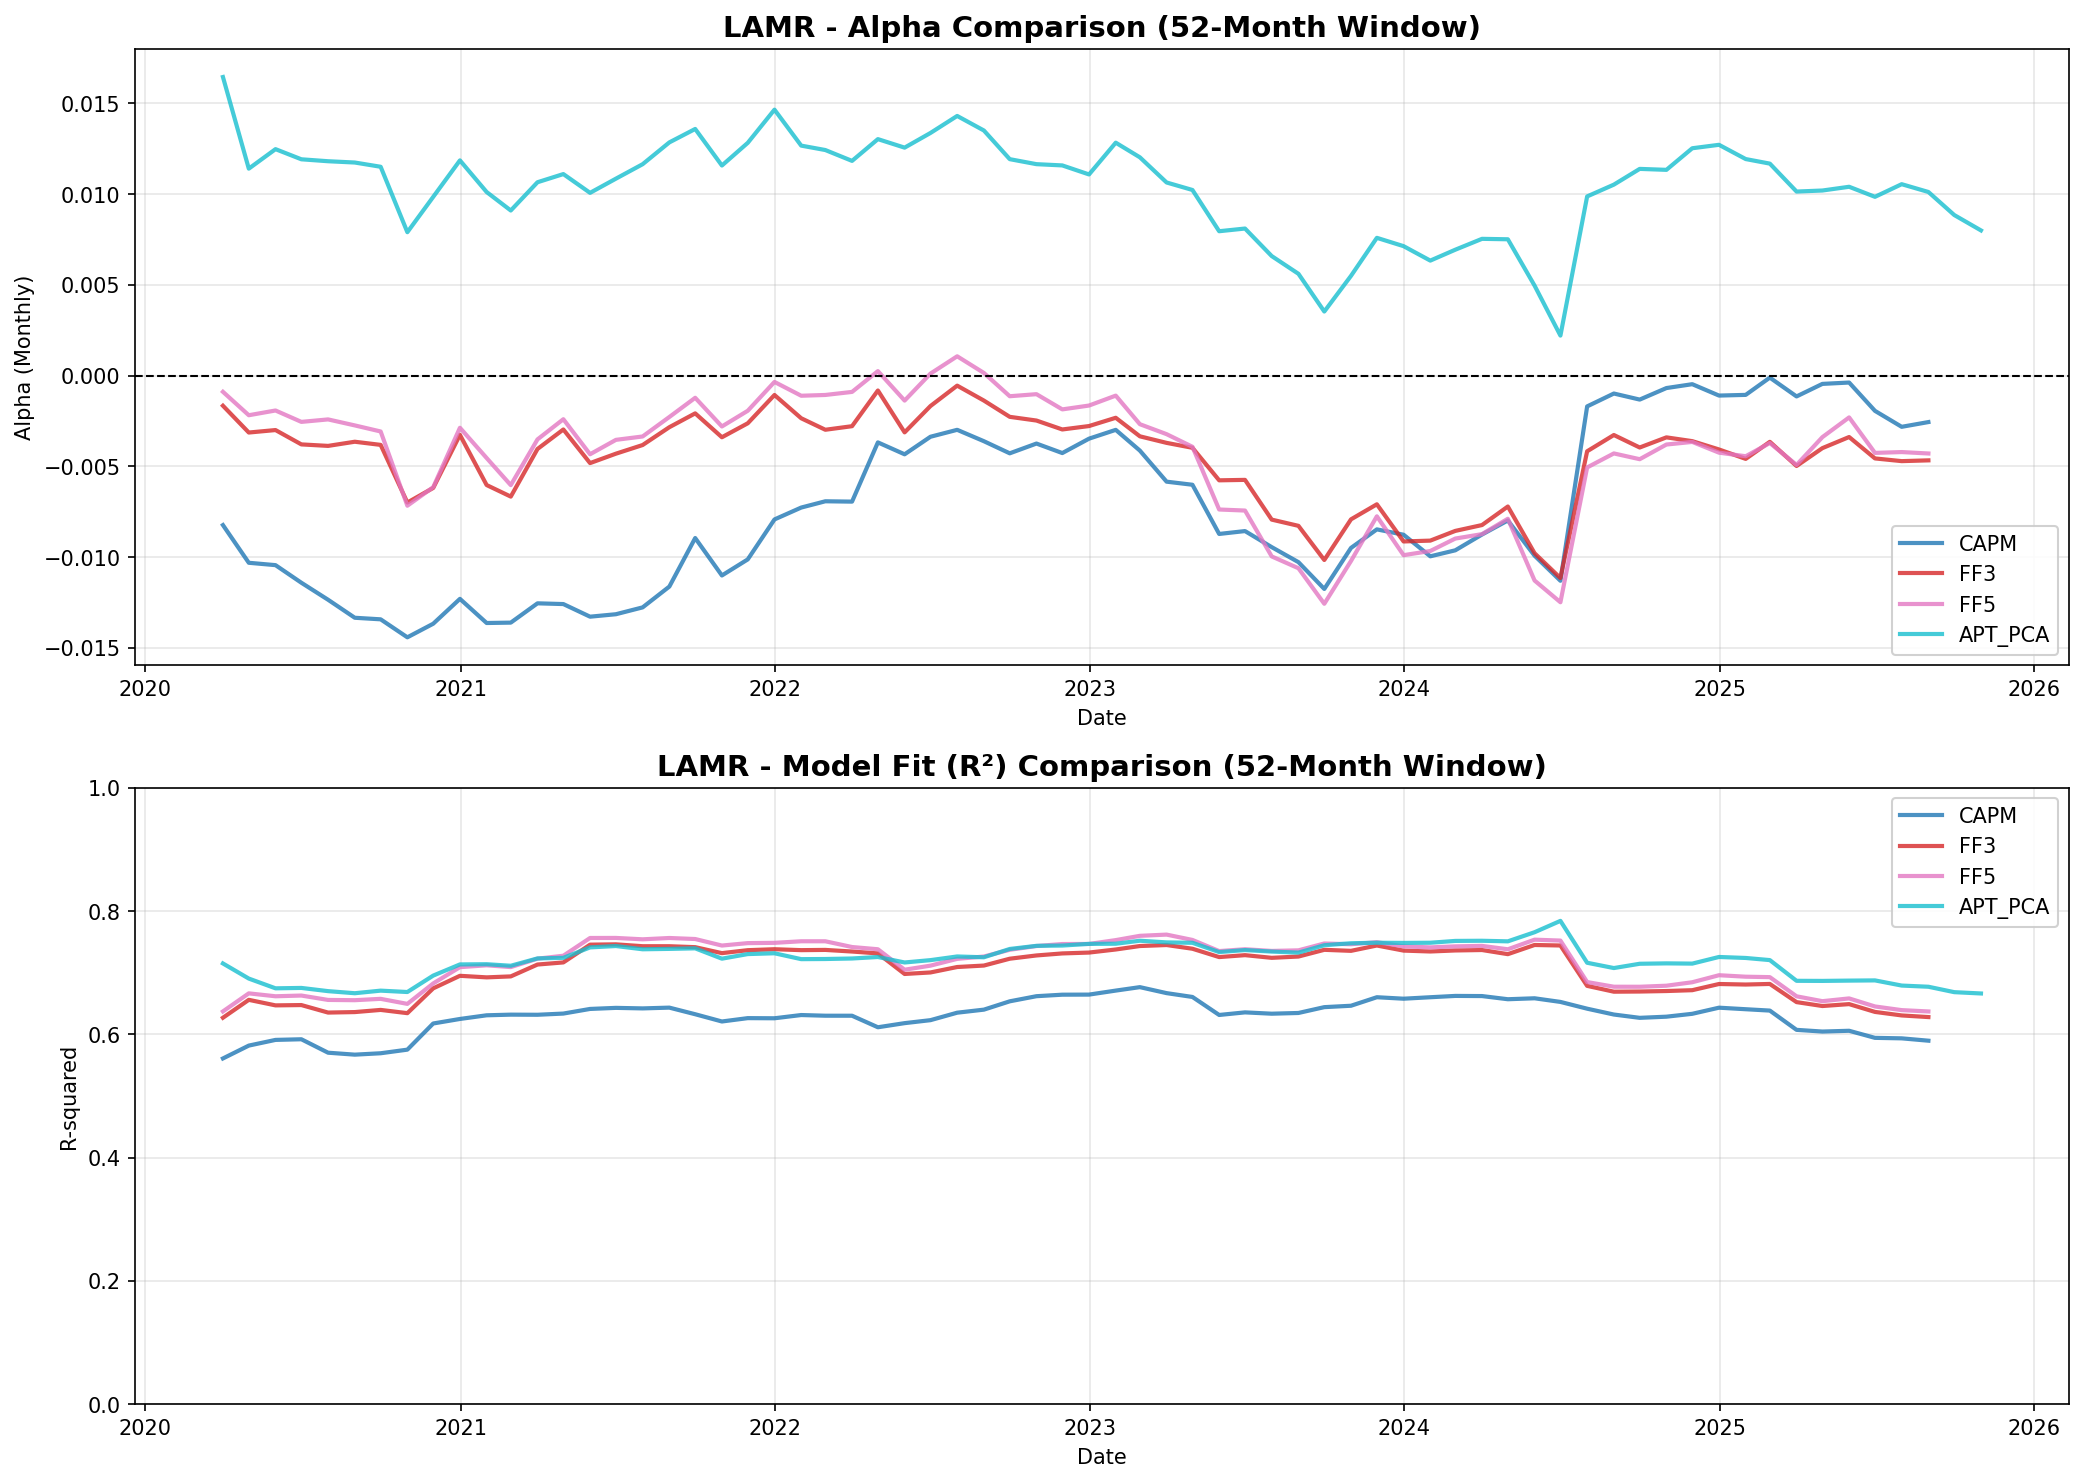 LAMR - Alpha Comparison (52-Month Window)
Alpha (Monthly)
0.015
0.010
0.005
0.000
−0.005
−0.010
−0.015
CAPM
FF3
FF5
APT_PCA
2020 2021 2022 2023 2024 2025 2026
Date
LAMR - Model Fit (R²) Comparison (52-Month Window)
R-squared
1.0
0.8
0.6
0.4
0.2
0.0
CAPM
FF3
FF5
APT_PCA
2020 2021 2022 2023 2024 2025 2026
Date